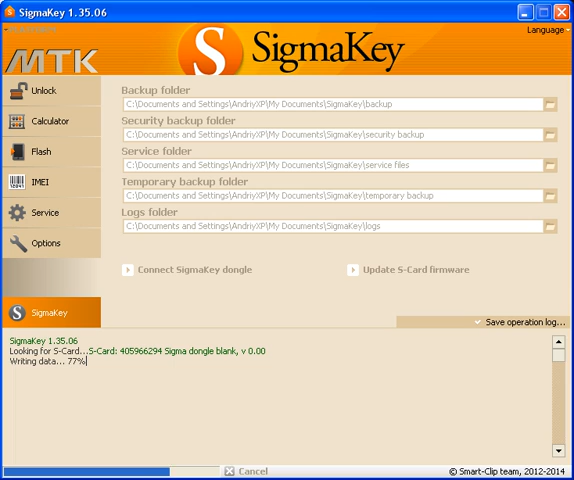 SigmaKey 1.35.06
Language
MTK
S SigmaKey
Unlock
Calculator
Flash
IMEI
Service
Options
SigmaKey
Backup folder
C:\Documents and Settings\AndriyXP\My Documents\SigmaKey\backup
Security backup folder
C:\Documents and Settings\AndriyXP\My Documents\SigmaKey\security backup
Service folder
C:\Documents and Settings\AndriyXP\My Documents\SigmaKey\service files
Temporary backup folder
C:\Documents and Settings\AndriyXP\My Documents\SigmaKey\temporary backup
Logs folder
C:\Documents and Settings\AndriyXP\My Documents\SigmaKey\logs
Connect SigmaKey dongle
Update S-Card firmware
Save operation log...
SigmaKey 1.35.06
Looking for S-Card...S-Card: 405966294 Sigma dongle blank, v 0.00
Writing data... 77%
Cancel
© Smart-Clip team, 2012-2014